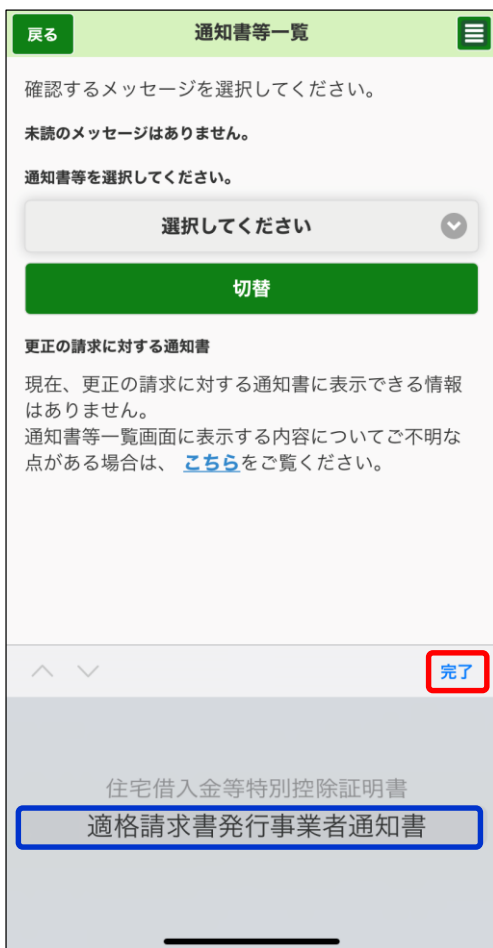 戻る
通知書等一覧
確認するメッセージを選択してください。
未読のメッセージはありません。
通知書等を選択してください。
選択してください
切替
更正の請求に対する通知書
現在、更正の請求に対する通知書に表示できる情報
はありません。
通知書等一覧画面に表示する内容についてご不明な
点がある場合は、 こちらをご覧ください。
完了
住宅借入金等特別控除証明書
適格請求書発行事業者通知書